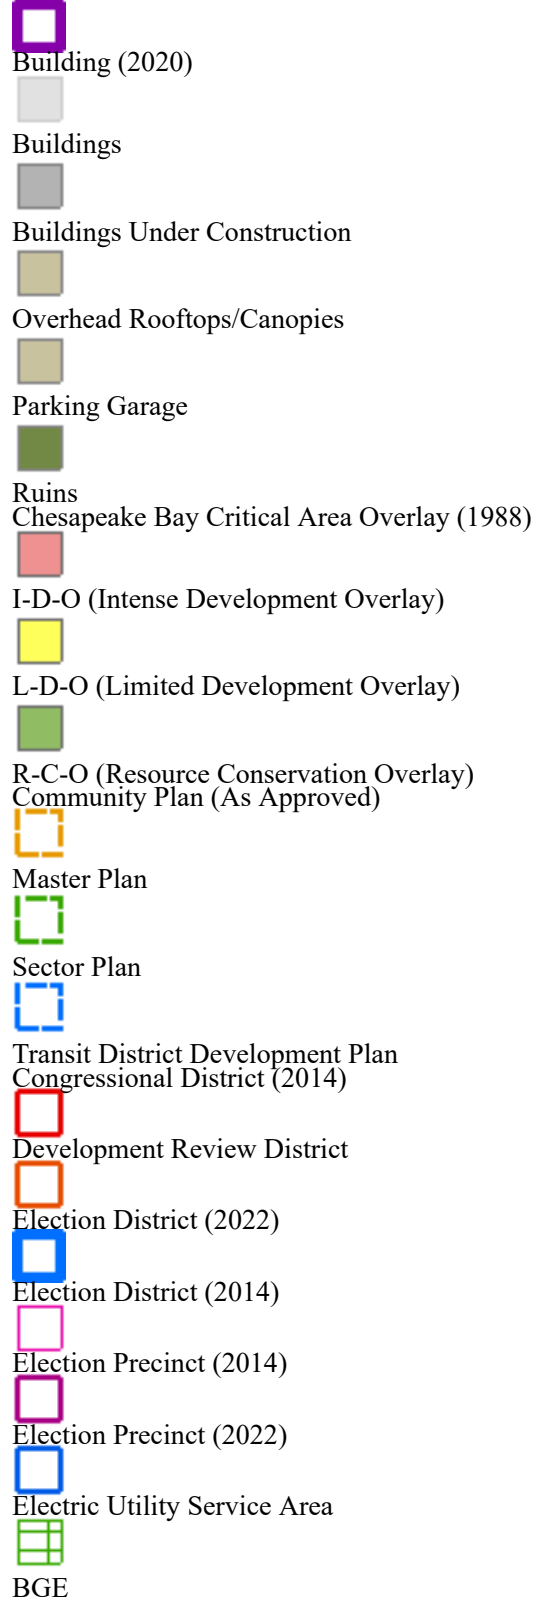 Building (2020)
Buildings
Buildings Under Construction
Overhead Rooftops/Canopies
Parking Garage
Ruins
Chesapeake Bay Critical Area Overlay (1988)
I-D-O (Intense Development Overlay)
L-D-O (Limited Development Overlay)
R-C-O (Resource Conservation Overlay)
Community Plan (As Approved)
Master Plan
Sector Plan
Transit District Development Plan
Congressional District (2014)
Development Review District
Election District (2022)
Election District (2014)
Election Precinct (2014)
Election Precinct (2022)
Electric Utility Service Area
BGE